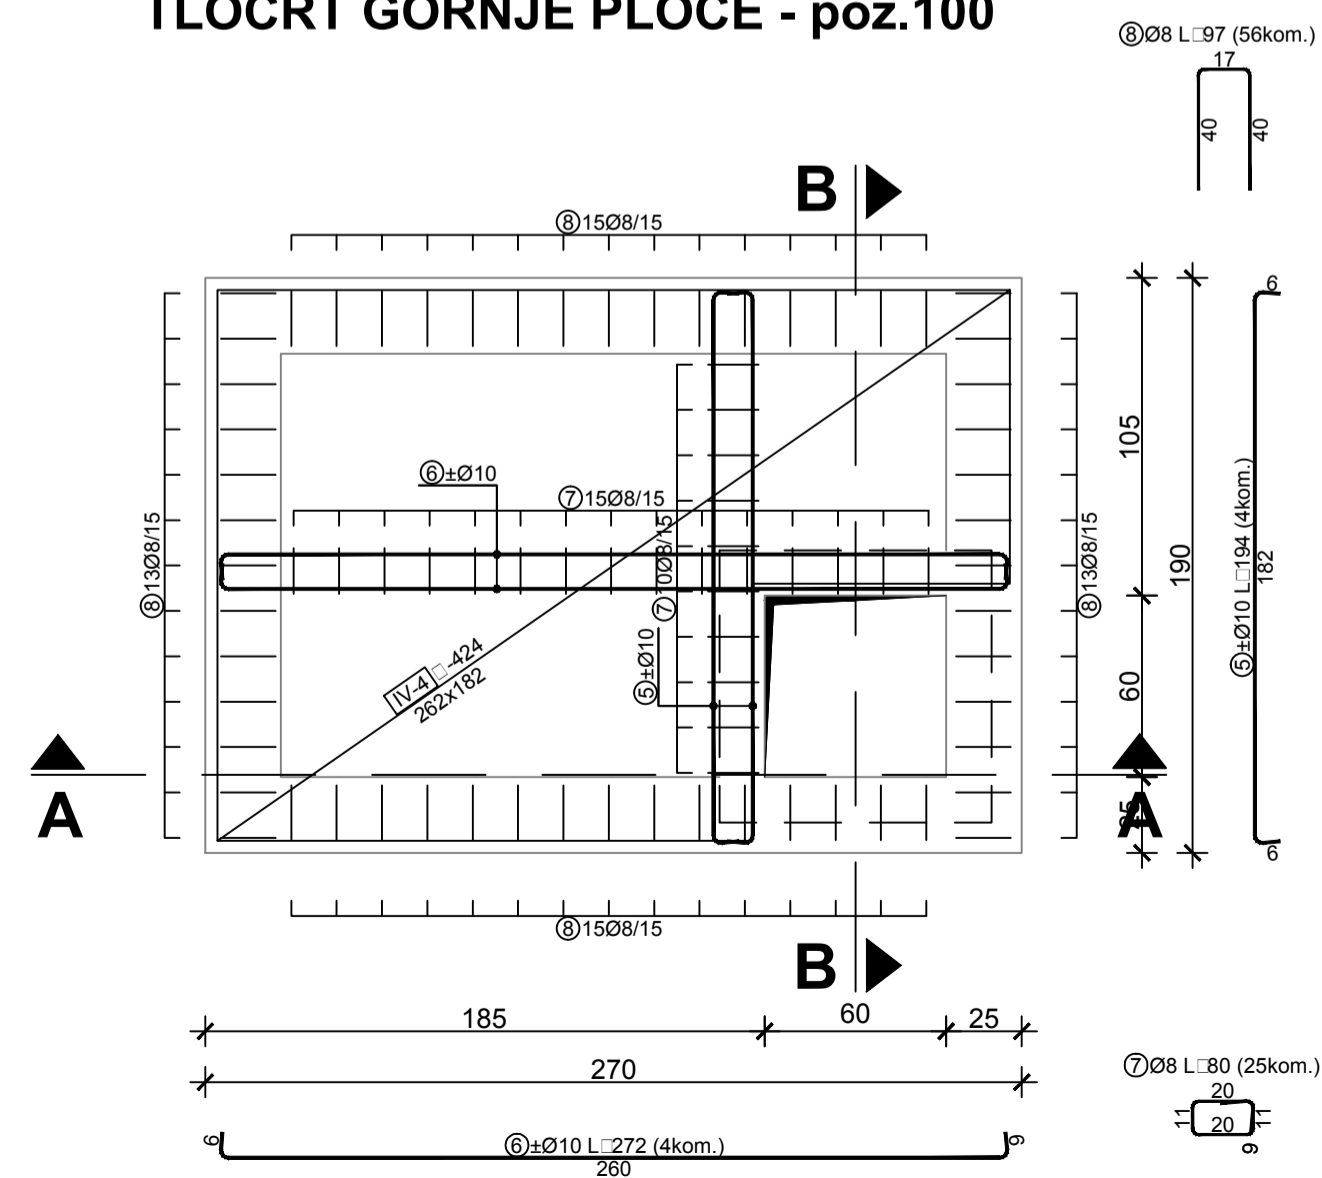 TLOCRT GORNJE PLOČE - poz.100
⑧Ø8 L□97 (56kom.)
17
40
40
B
⑧15Ø8/15
6
105
⑥±Ø10
⑦15Ø8/15
⑧13Ø8/15
⑦10Ø8/15
⑧13Ø8/15
190
⑤±Ø10 L□194 (4kom.)
182
⑤±Ø10
60
IV-4 □-424
262x182
A
A
25
6
⑧15Ø8/15
B
185
60
25
270
⑦Ø8 L□80 (25kom.)
20
11
20
11
9
6
⑥±Ø10 L□272 (4kom.)
6
260